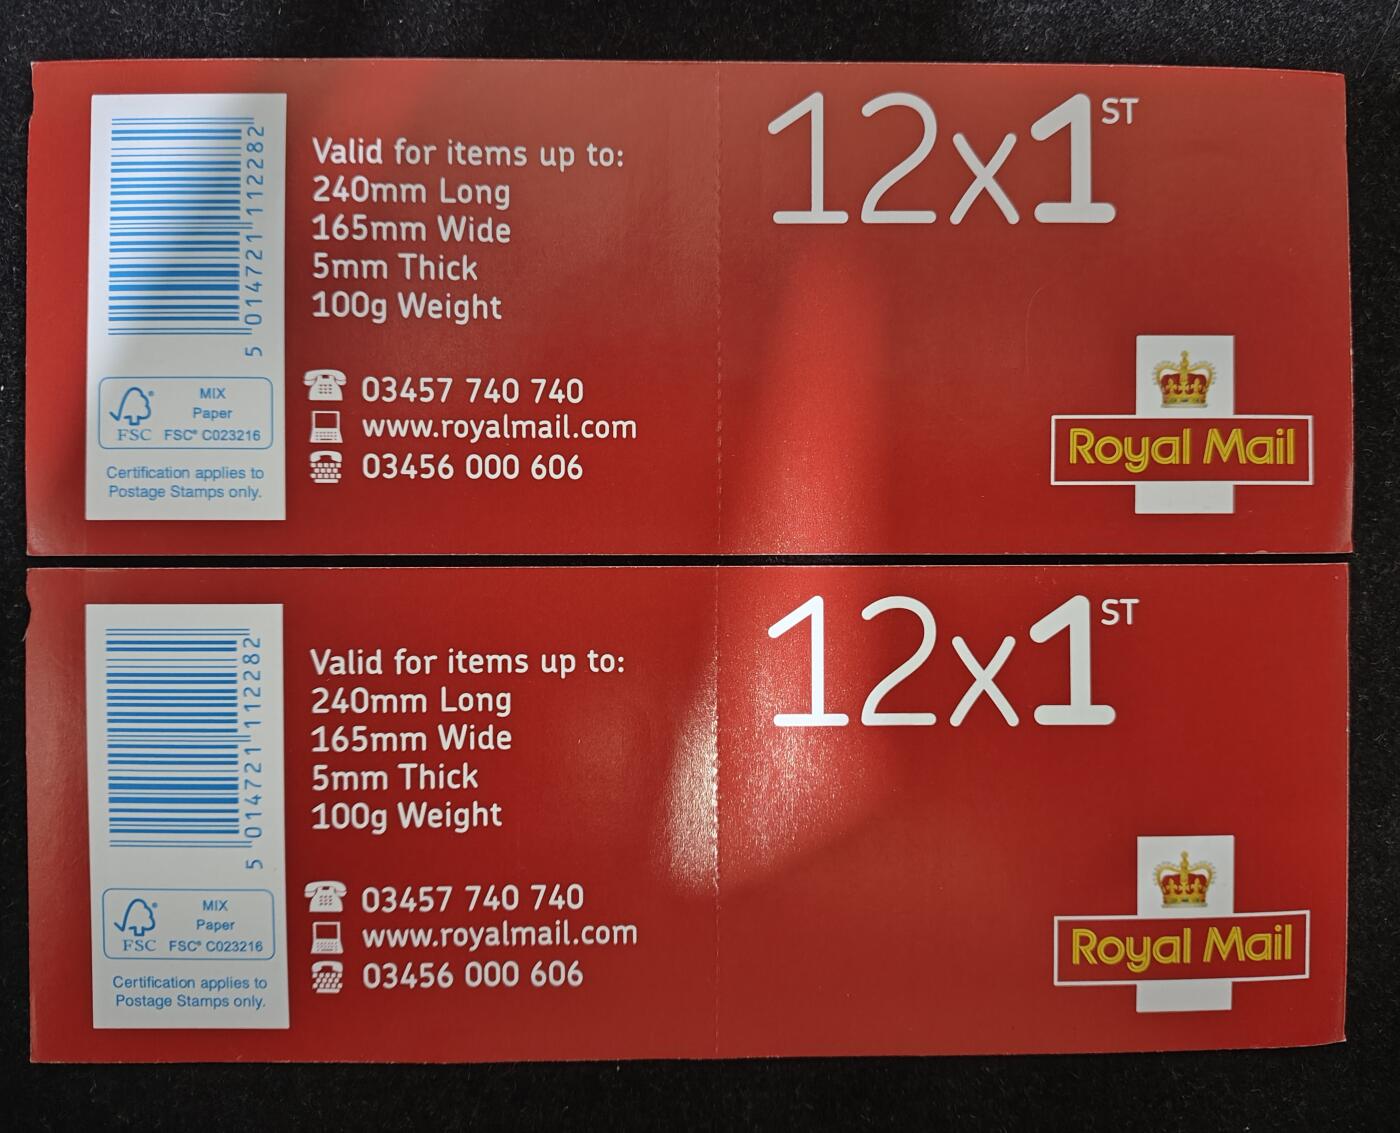 5 014721 112282
MIX
Paper
FSC
FSC® C023216
Certification applies to
Postage Stamps only.
Valid for items up to:
240mm Long
165mm Wide
5mm Thick
100g Weight
03457 740 740
www.royalmail.com
03456 000 606
12x1ST
Royal Mail
5 014721 112282
MIX
Paper
FSC
FSC® C023216
Certification applies to
Postage Stamps only.
Valid for items up to:
240mm Long
165mm Wide
5mm Thick
100g Weight
03457 740 740
www.royalmail.com
03456 000 606
12x1ST
Royal Mail